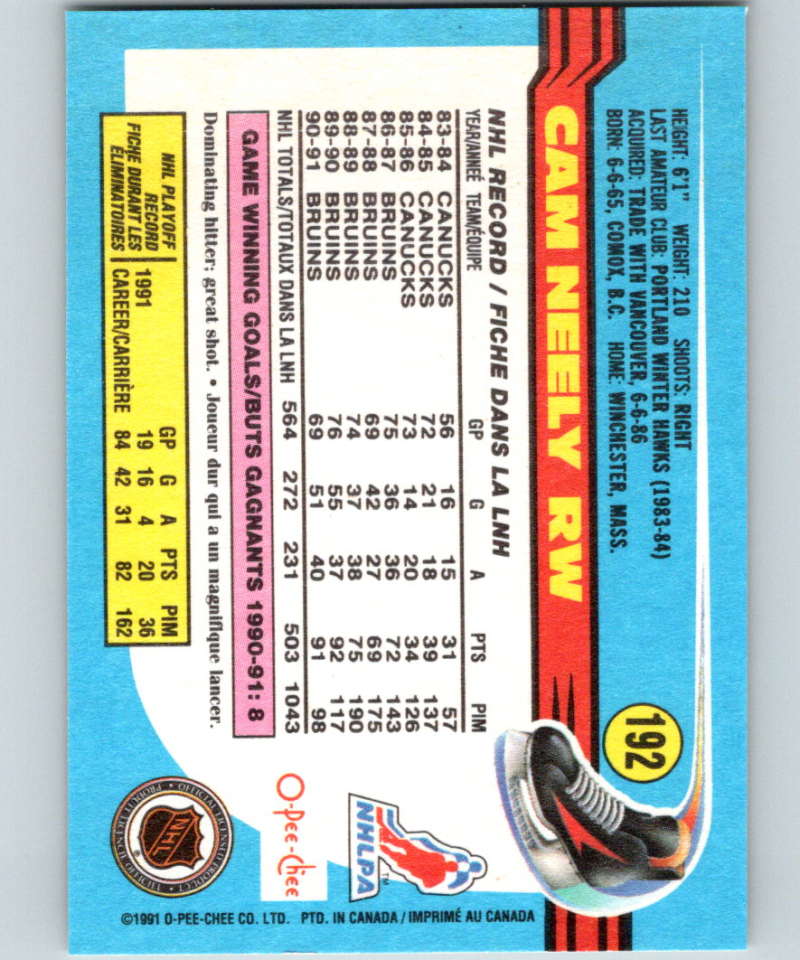 192
HEIGHT: 6'1" WEIGHT: 210 SHOOTS: RIGHT
LAST AMATEUR CLUB: PORTLAND WINTER HAWKS (1983-84)
ACQUIRED: TRADE WITH VANCOUVER, 6-6-86
BORN: 6-6-65, COMOX, B.C. HOME: WINCHESTER, MASS.
CAM NEELY RW
NHL RECORD / FICHE DANS LA LNH
YEAR/ANNÉE TEAM/ÉQUIPE GP G A PTS PIM
83-84 CANUCKS 56 16 15 31 57
84-85 CANUCKS 72 21 18 39 137
85-86 CANUCKS 73 14 20 34 126
86-87 BRUINS 75 36 36 72 143
87-88 BRUINS 69 42 27 69 175
88-89 BRUINS 74 37 38 75 190
89-90 BRUINS 76 55 37 92 117
90-91 BRUINS 69 51 40 91 98
NHL TOTALS/TOTAUX DANS LA LNH 564 272 231 503 1043
GAME WINNING GOALS/BUTS GAGNANTS 1990-91: 8
Dominating hitter; great shot. • Joueur dur qui a un magnifique lancer.
NHL PLAYOFF RECORD
FICHE DURANT LES ÉLIMINATOIRES
GP G A PTS PIM
1991 19 16 4 20 36
CAREER/CARRIÈRE 84 42 31 82 162
NHLPA™
O-Pee-Chee
OFFICIAL LICENSED PRODUCT • PRODUIT LICENCIÉ OFFICIEL •
NHL
®
©1991 O-PEE-CHEE CO. LTD. PTD. IN CANADA / IMPRIMÉ AU CANADA